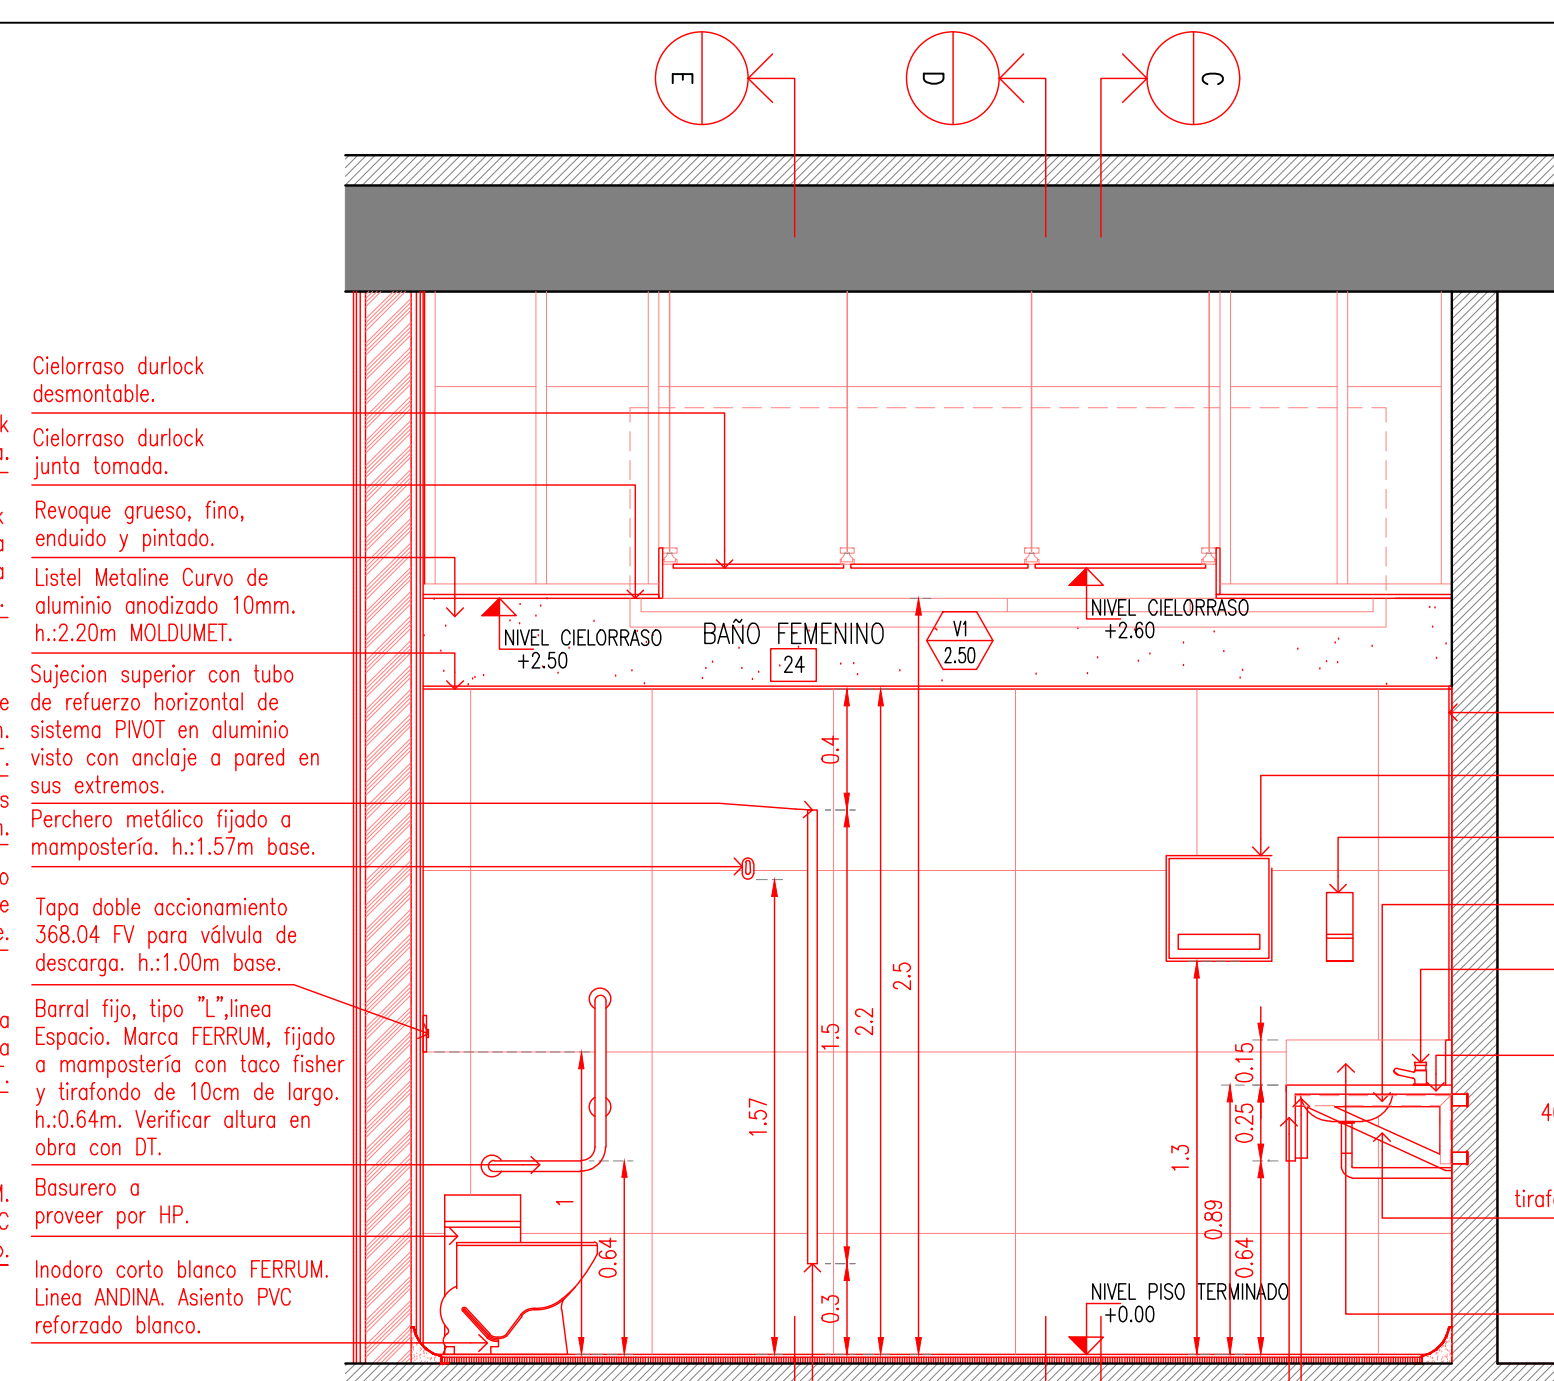 E
D
C
Cielorraso durlock
desmontable.
Cielorraso durlock
junta tomada.
Revoque grueso, fino,
enduido y pintado.
Listel Metaline Curvo de
aluminio anodizado 10mm.
h.:2.20m MOLDUMET.
Sujecion superior con tubo
de refuerzo horizontal de
sistema PIVOT en aluminio
visto con anclaje a pared en
sus extremos.
Perchero metálico fijado a
mampostería. h.:1.57m base.
Tapa doble accionamiento
368.04 FV para válvula de
descarga. h.:1.00m base.
Barral fijo, tipo "L",linea
Espacio. Marca FERRUM, fijado
a mampostería con taco fisher
y tirafondo de 10cm de largo.
h.:0.64m. Verificar altura en
obra con DT.
Basurero a
proveer por HP.
Inodoro corto blanco FERRUM.
Linea ANDINA. Asiento PVC
reforzado blanco.
NIVEL CIELORRASO
+2.50
BAÑO FEMENINO
24
V1
2.50
NIVEL CIELORRASO
+2.60
0.4
1.5
2.2
2.5
1.57
1
0.64
0.3
1.3
0.15
0.25
0.89
0.64
NIVEL PISO TERMINADO
+0.00